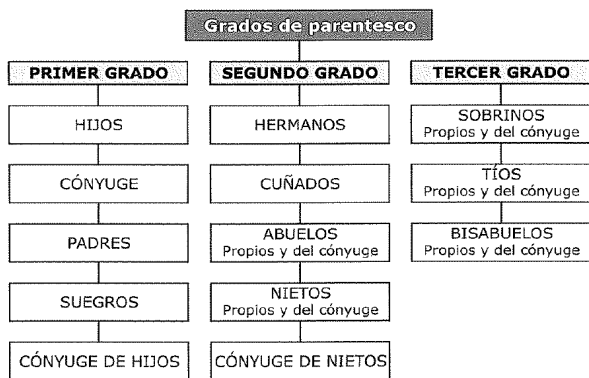 Grados de parentesco
PRIMER GRADO
HIJOS
CÓNYUGE
PADRES
SUEGROS
CÓNYUGE DE HIJOS
SEGUNDO GRADO
HERMANOS
CUÑADOS
ABUELOS
Propios y del cónyuge
NIETOS
Propios y del cónyuge
CÓNYUGE DE NIETOS
TERCER GRADO
SOBRINOS
Propios y del cónyuge
TÍOS
Propios y del cónyuge
BISABUELOS
Propios y del cónyuge